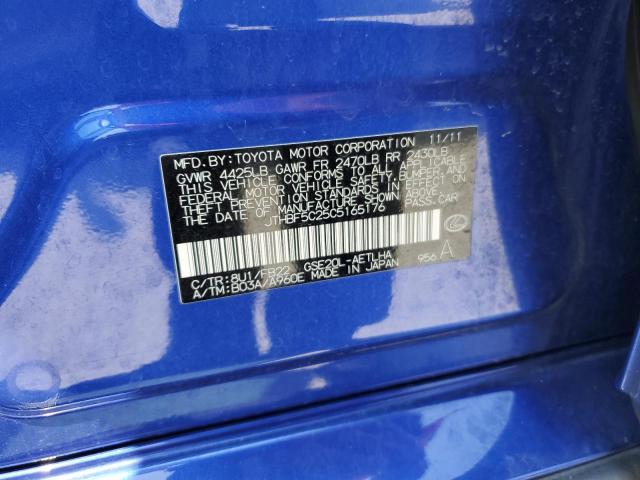 MFD.BY:TOYOTA MOTOR CORPORATION 11/11
GVWR 4425LB GAWR FR 2470LB RR 2430LB
THIS VEHICLE CONFORMS TO ALL APPLICABLE
FEDERAL MOTOR VEHICLE SAFETY, BUMPER, AND
THEFT PREVENTION STANDARDS IN EFFECT ON
THE DATE OF MANUFACTURE SHOWN ABOVE.
JTHBF5C25C5165176 PASS.CAR
C/TR:8U1/FB22 GSE20L-AETLHA
A/TM:B03A/A960E MADE IN JAPAN 956 A